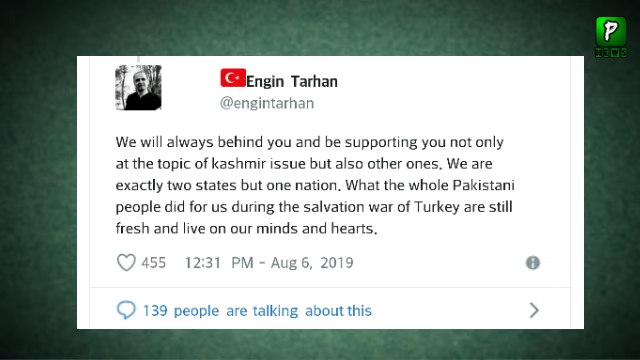 P
NEWS
Engin Tarhan
@engintarhan
We will always behind you and be supporting you not only
at the topic of kashmir issue but also other ones. We are
exactly two states but one nation. What the whole Pakistani
people did for us during the salvation war of Turkey are still
fresh and live on our minds and hearts.
455 12:31 PM - Aug 6, 2019
139 people are talking about this